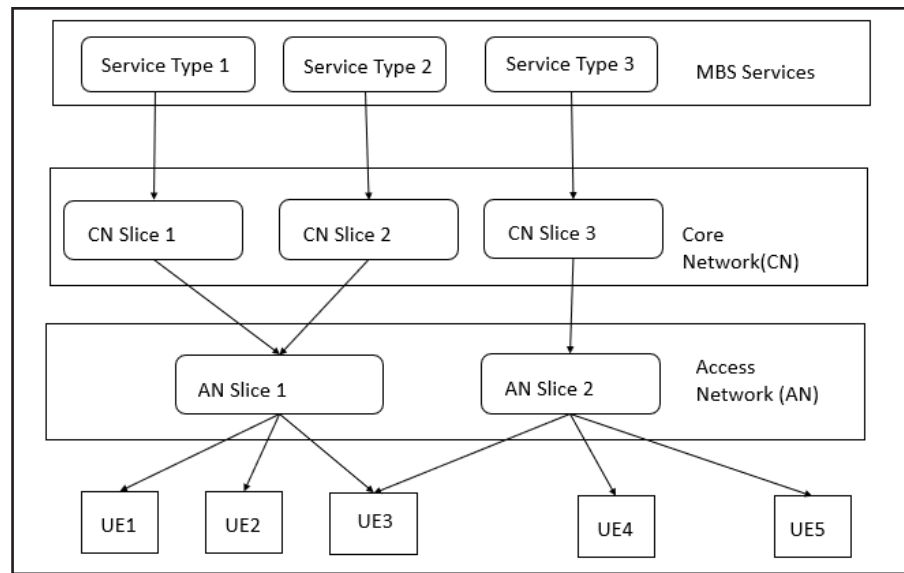 Service Type 1
Service Type 2
Service Type 3
MBS Services
CN Slice 1
CN Slice 2
CN Slice 3
Core
Network(CN)
AN Slice 1
AN Slice 2
Access
Network (AN)
UE1
UE2
UE3
UE4
UE5